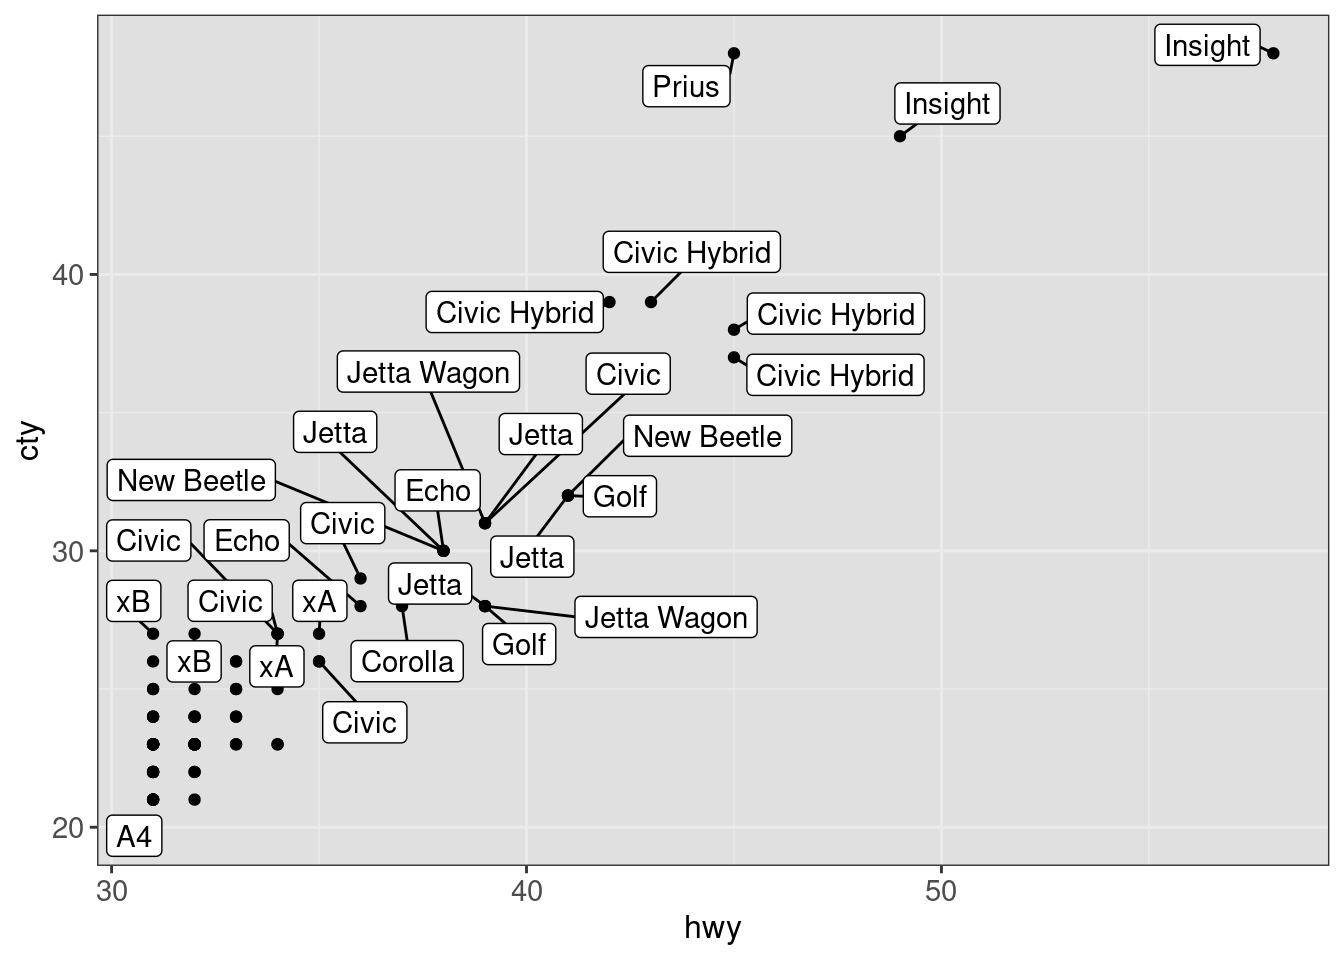 Insight
Prius
Insight
Civic Hybrid
40
Civic Hybrid
Civic Hybrid
Jetta Wagon
Civic
Civic Hybrid
Jetta
Jetta
New Beetle
cty
New Beetle
Echo
Golf
Civic
Civic
Echo
30
Jetta
Jetta
xB
Civic
xA
Jetta Wagon
Golf
xB
xA
Corolla
Civic
20
A4
30
40
50
hwy